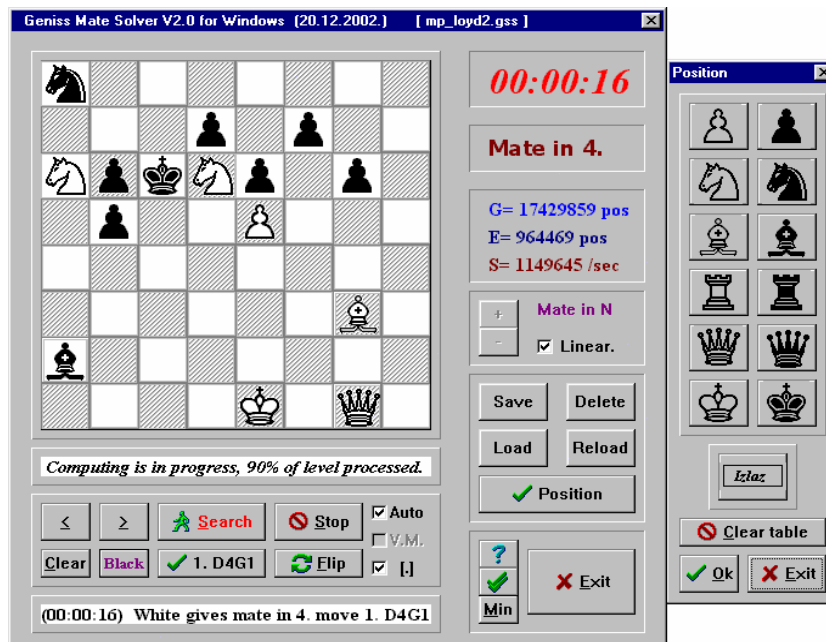 Geniss Mate Solver V2.0 for Windows (20.12.2002.) [ mp_loyd2.gss ]
00:00:16
Mate in 4.
G= 17429859 pos
E= 964469 pos
S= 1149645 /sec
+
Mate in N
-
Linear.
Save Delete
Load Reload
Position
Computing is in progress, 90% of level processed.
< > Search Stop Auto
V.M.
Clear Black 1. D4G1 Flip [.]
? Min Exit
(00:00:16) White gives mate in 4. move 1. D4G1
Position
Izlaz
Clear table
Ok Exit